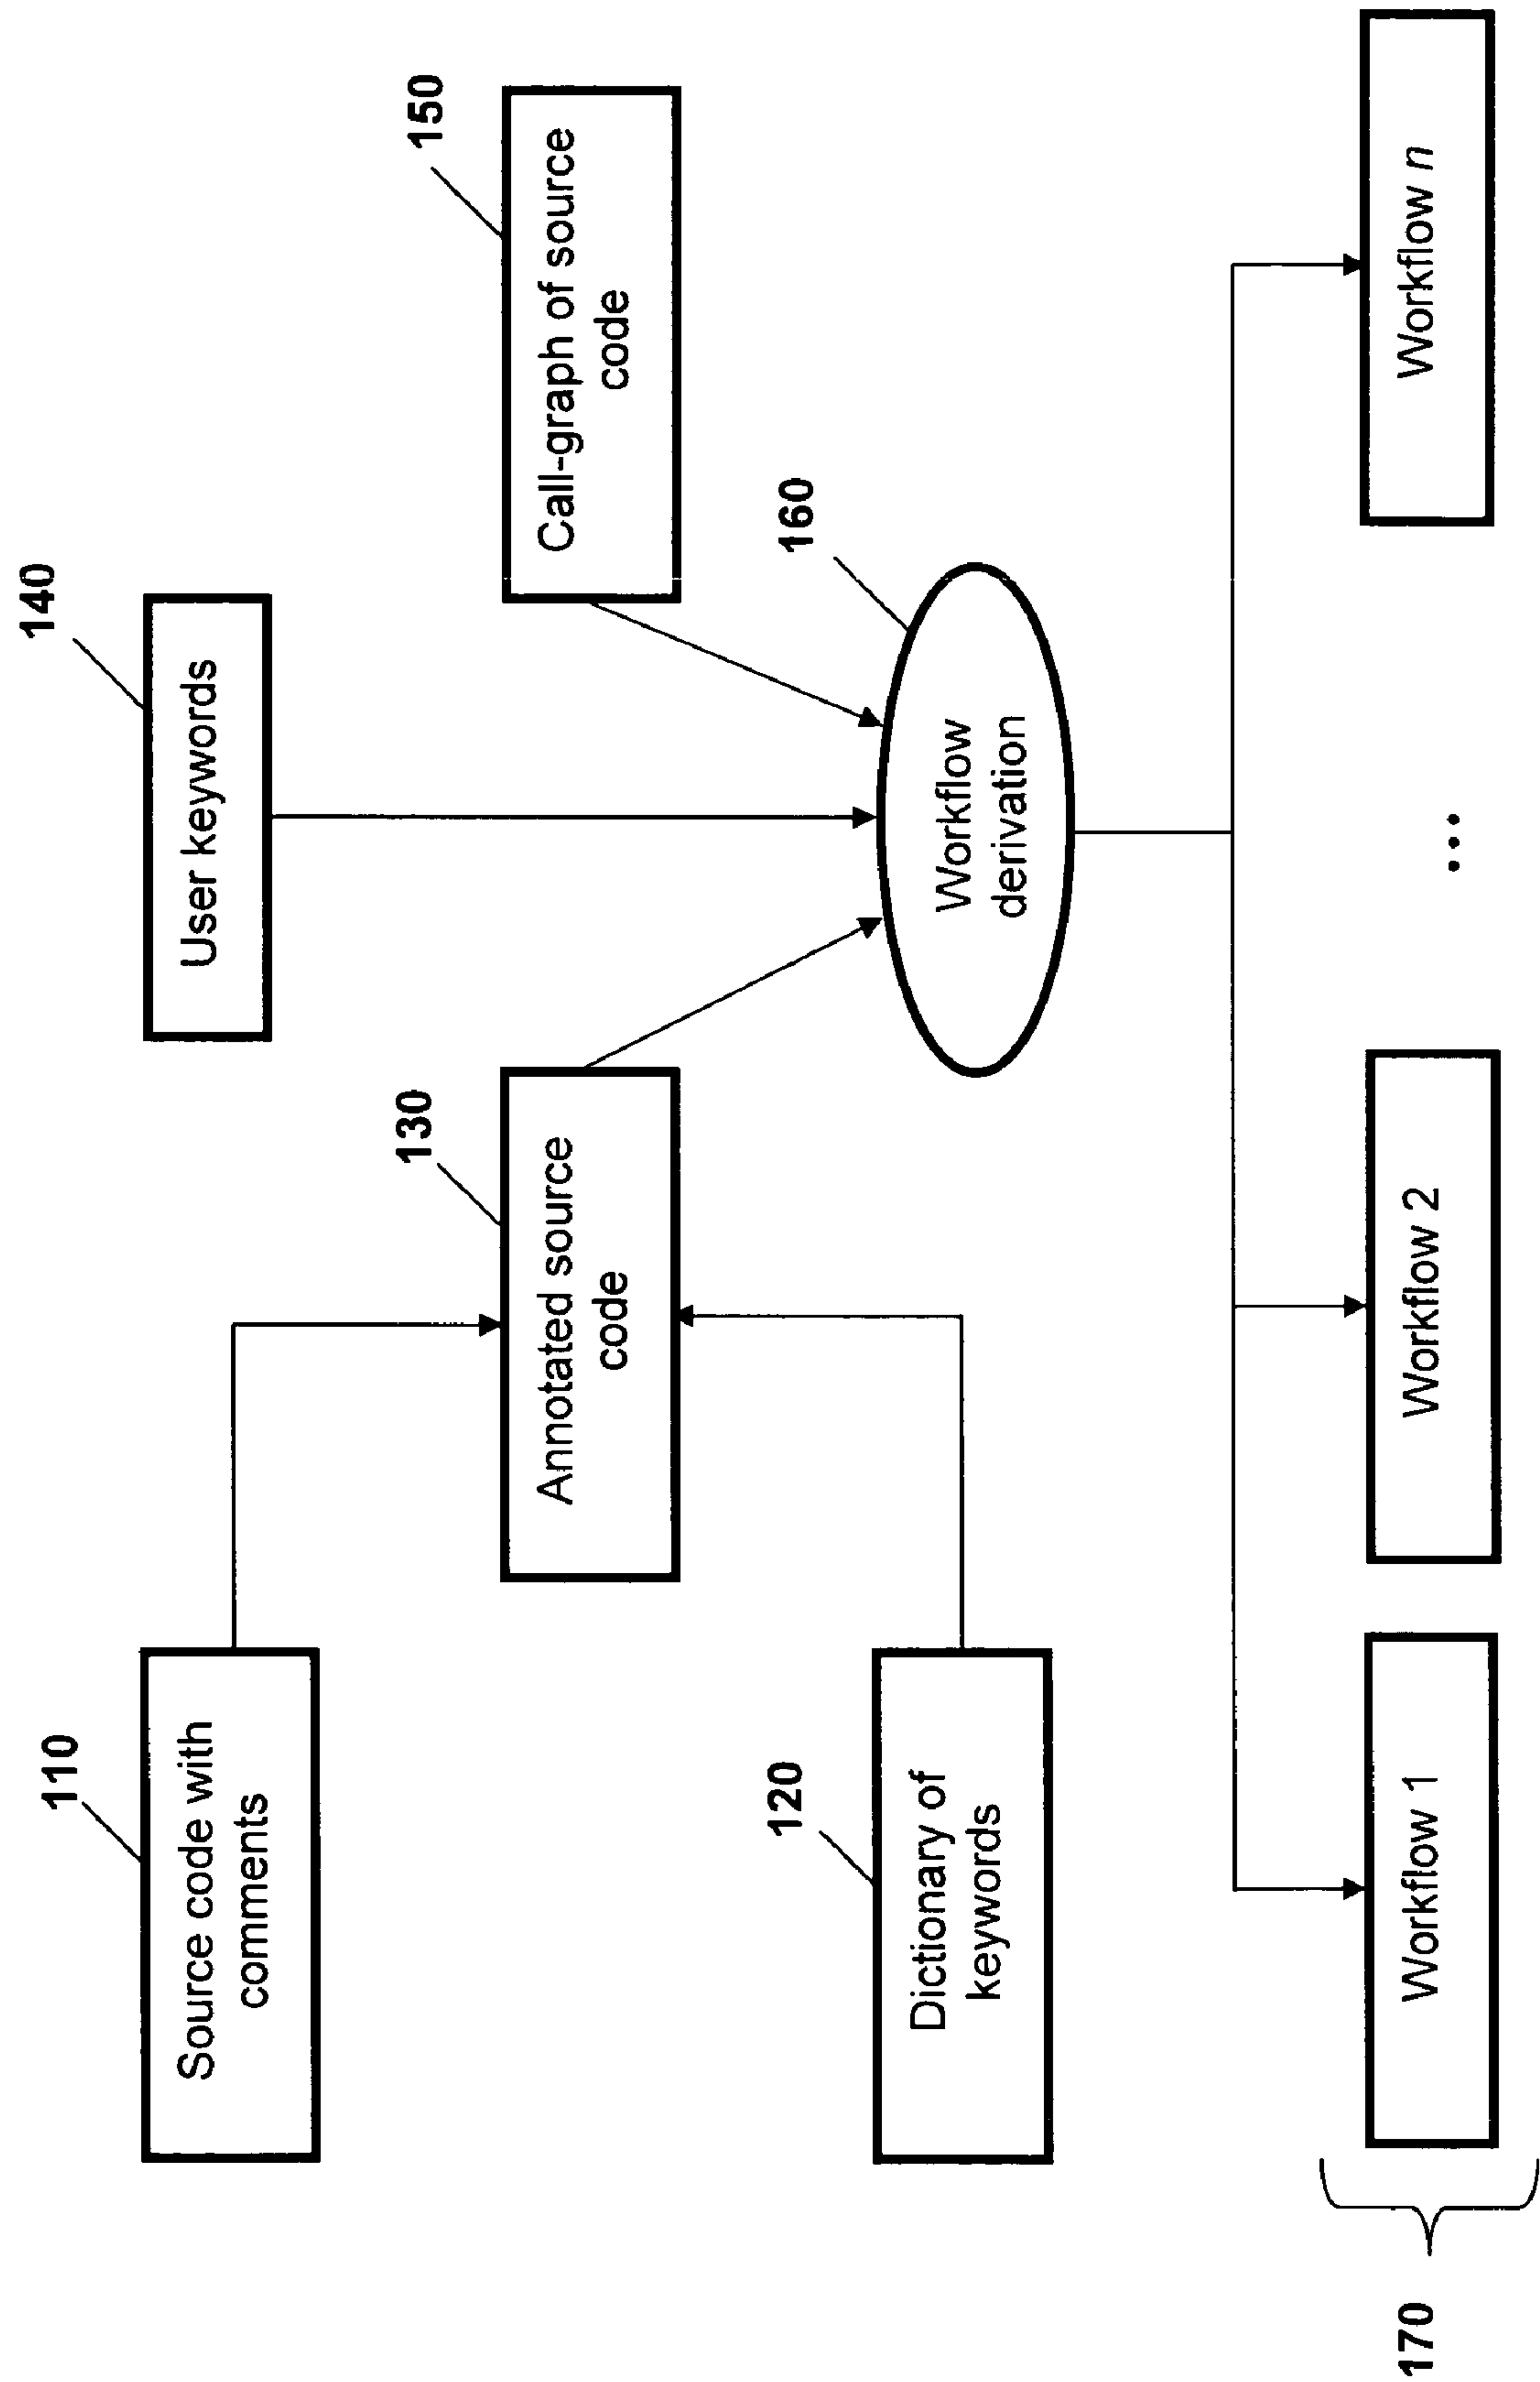 140
User keywords
110
Source code with
comments
150
Call-graph of source
code
130
Annotated source
code
160
Workflow
derivation
120
Dictionary of
keywords
170
Workflow 1
Workflow 2
...
Workflow n